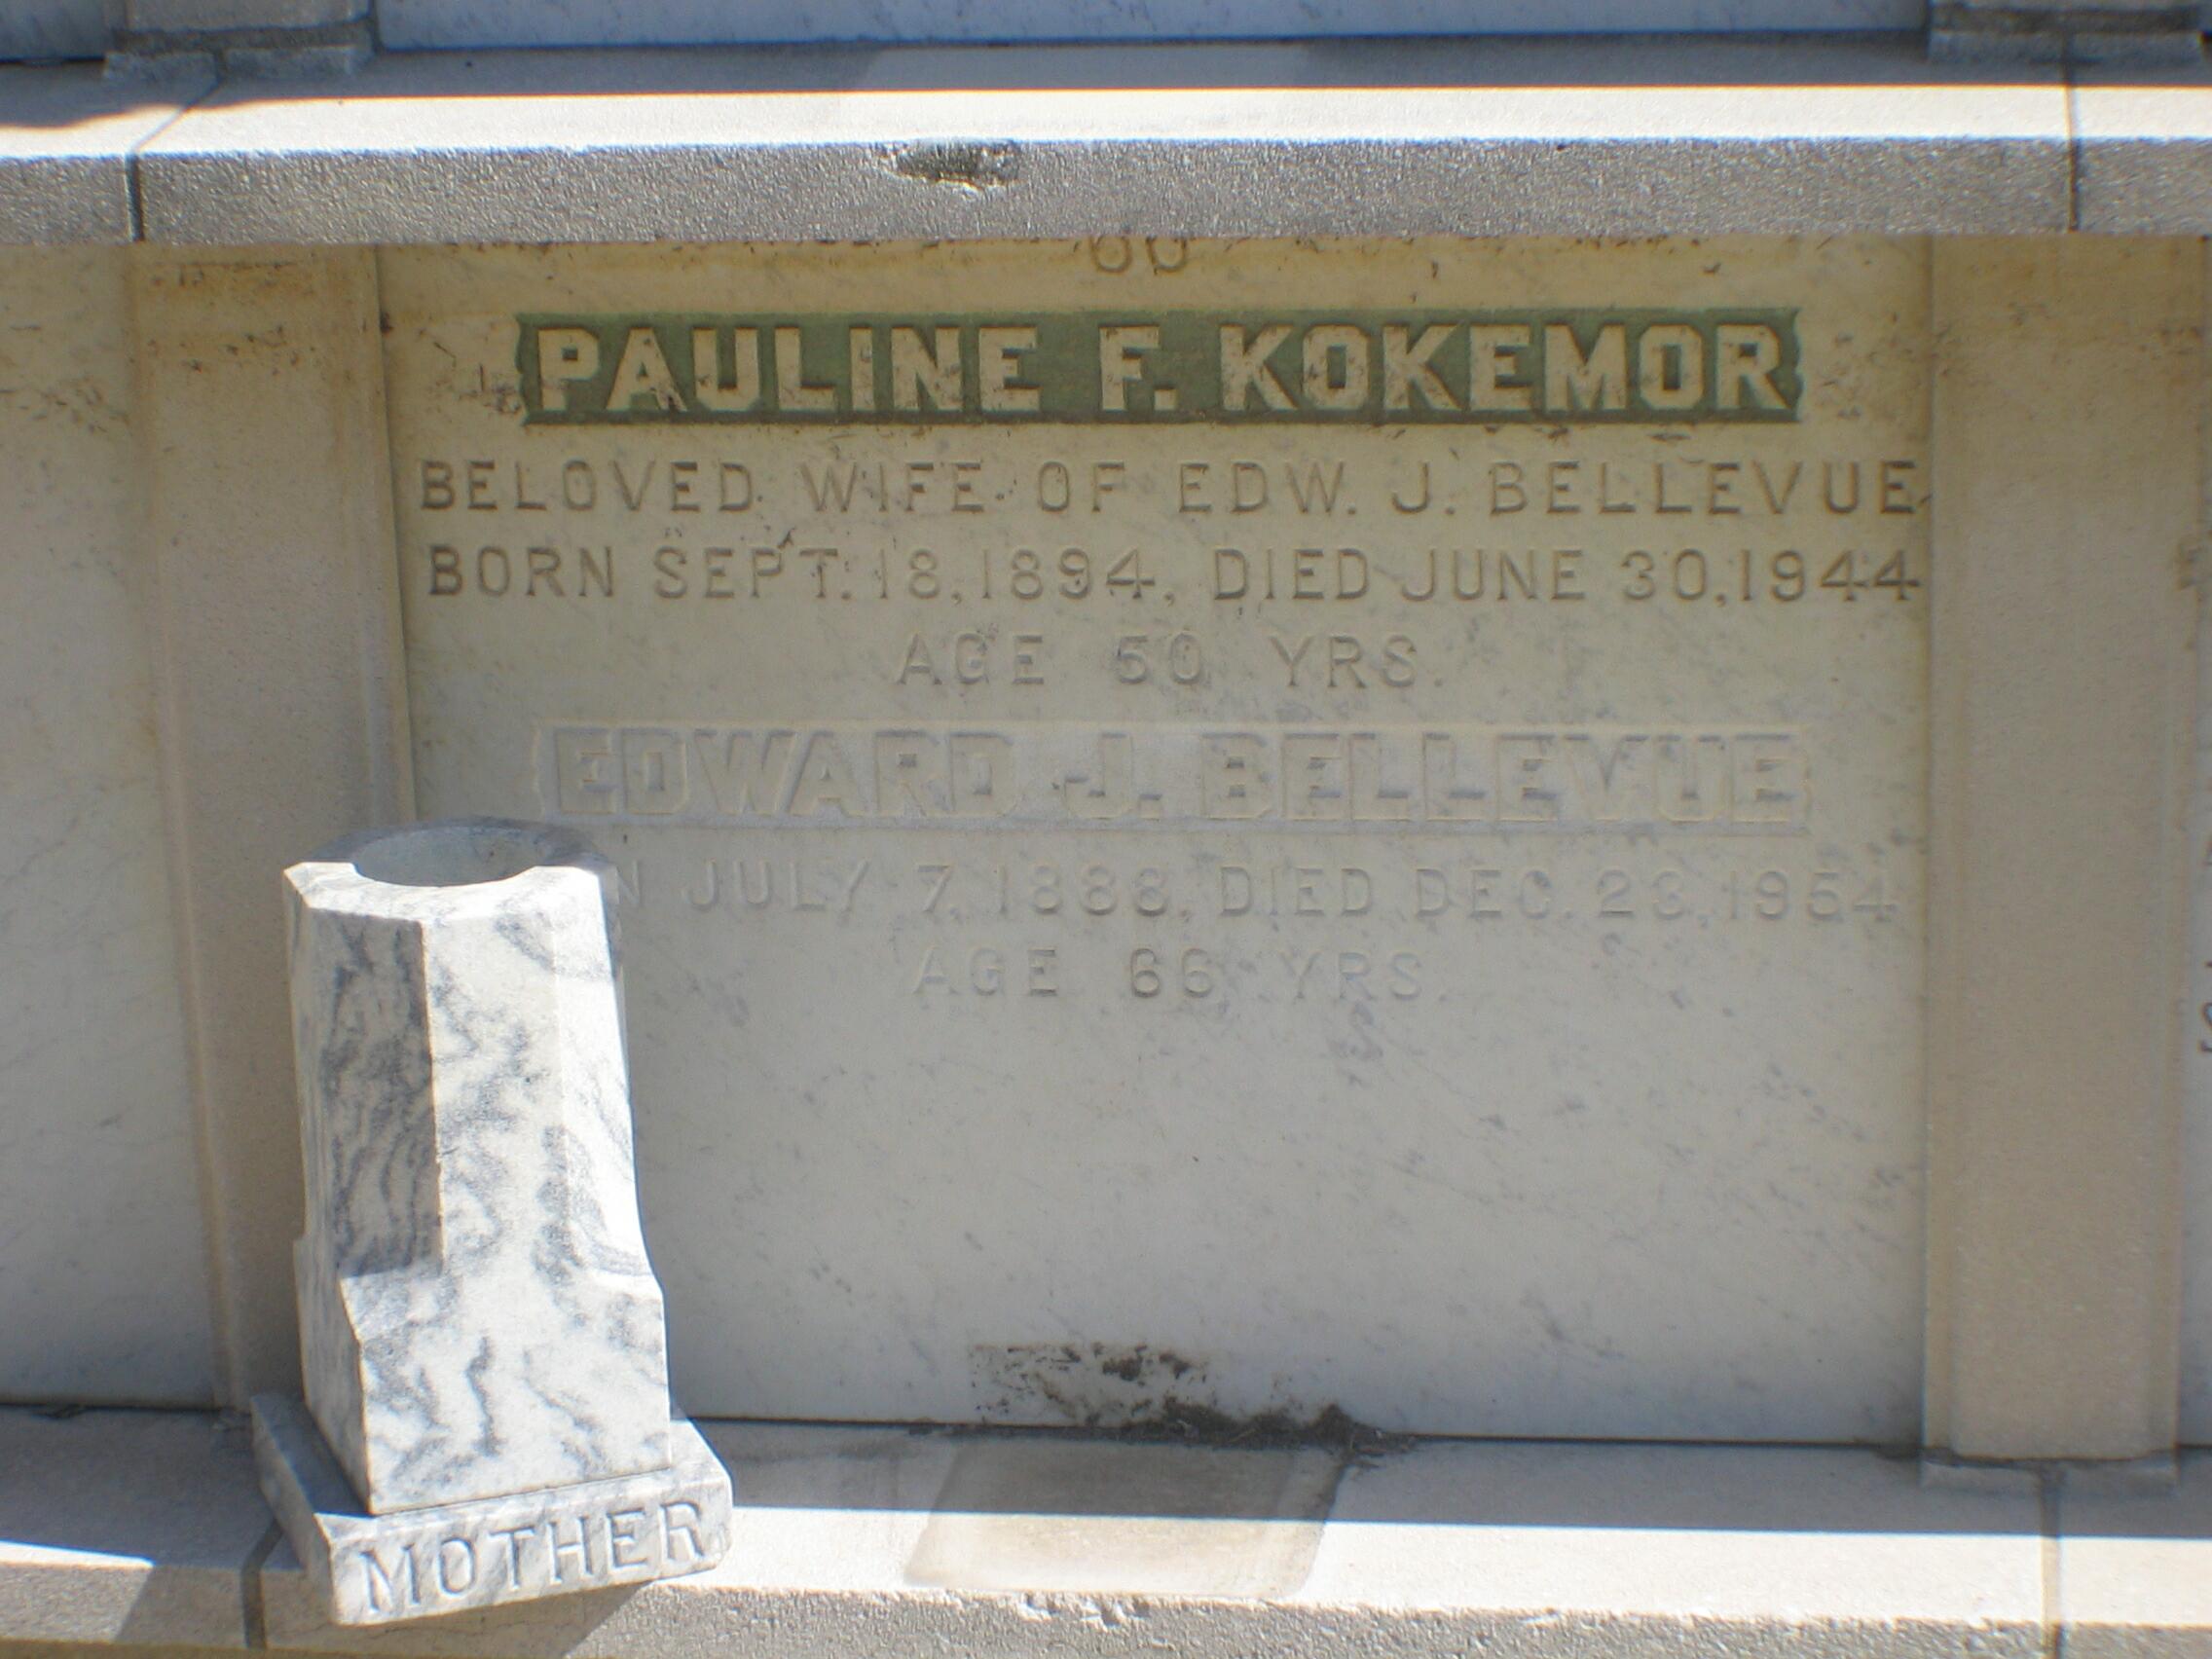 66
PAULINE F. KOKEMOR
BELOVED WIFE OF EDW. J. BELLEVUE
BORN SEPT. 18, 1894, DIED JUNE 30, 1944
AGE 50 YRS.
EDWARD J. BELLEVUE
N JULY 7, 1888, DIED DEC. 23, 1954
AGE 66 YRS.
MOTHER